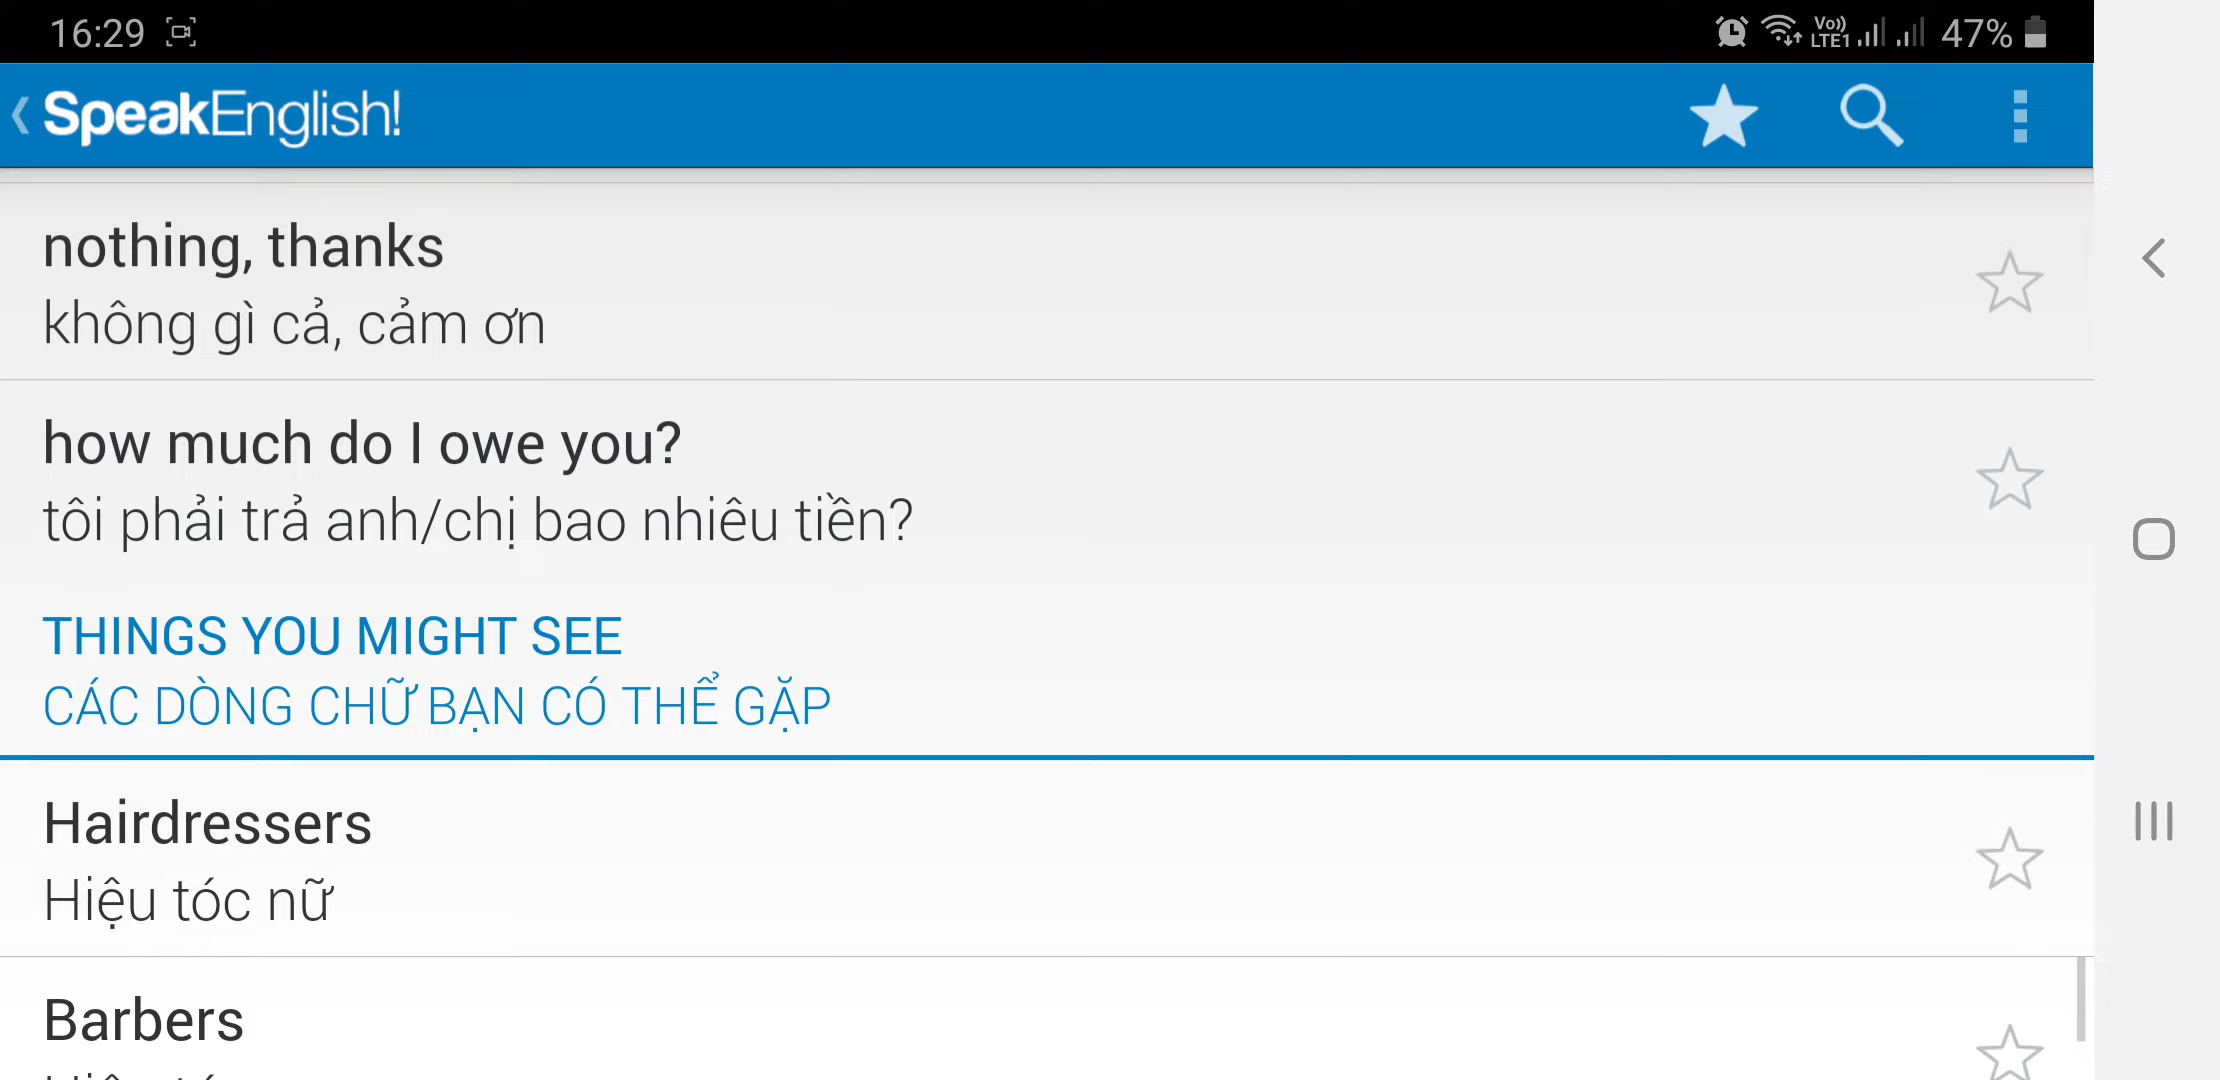 16:29
Vo)) LTE1 47%
SpeakEnglish!
nothing, thanks
không gì cả, cảm ơn
how much do I owe you?
tôi phải trả anh/chị bao nhiêu tiền?
THINGS YOU MIGHT SEE
CÁC DÒNG CHỮ BẠN CÓ THỂ GẶP
Hairdressers
Hiệu tóc nữ
Barbers